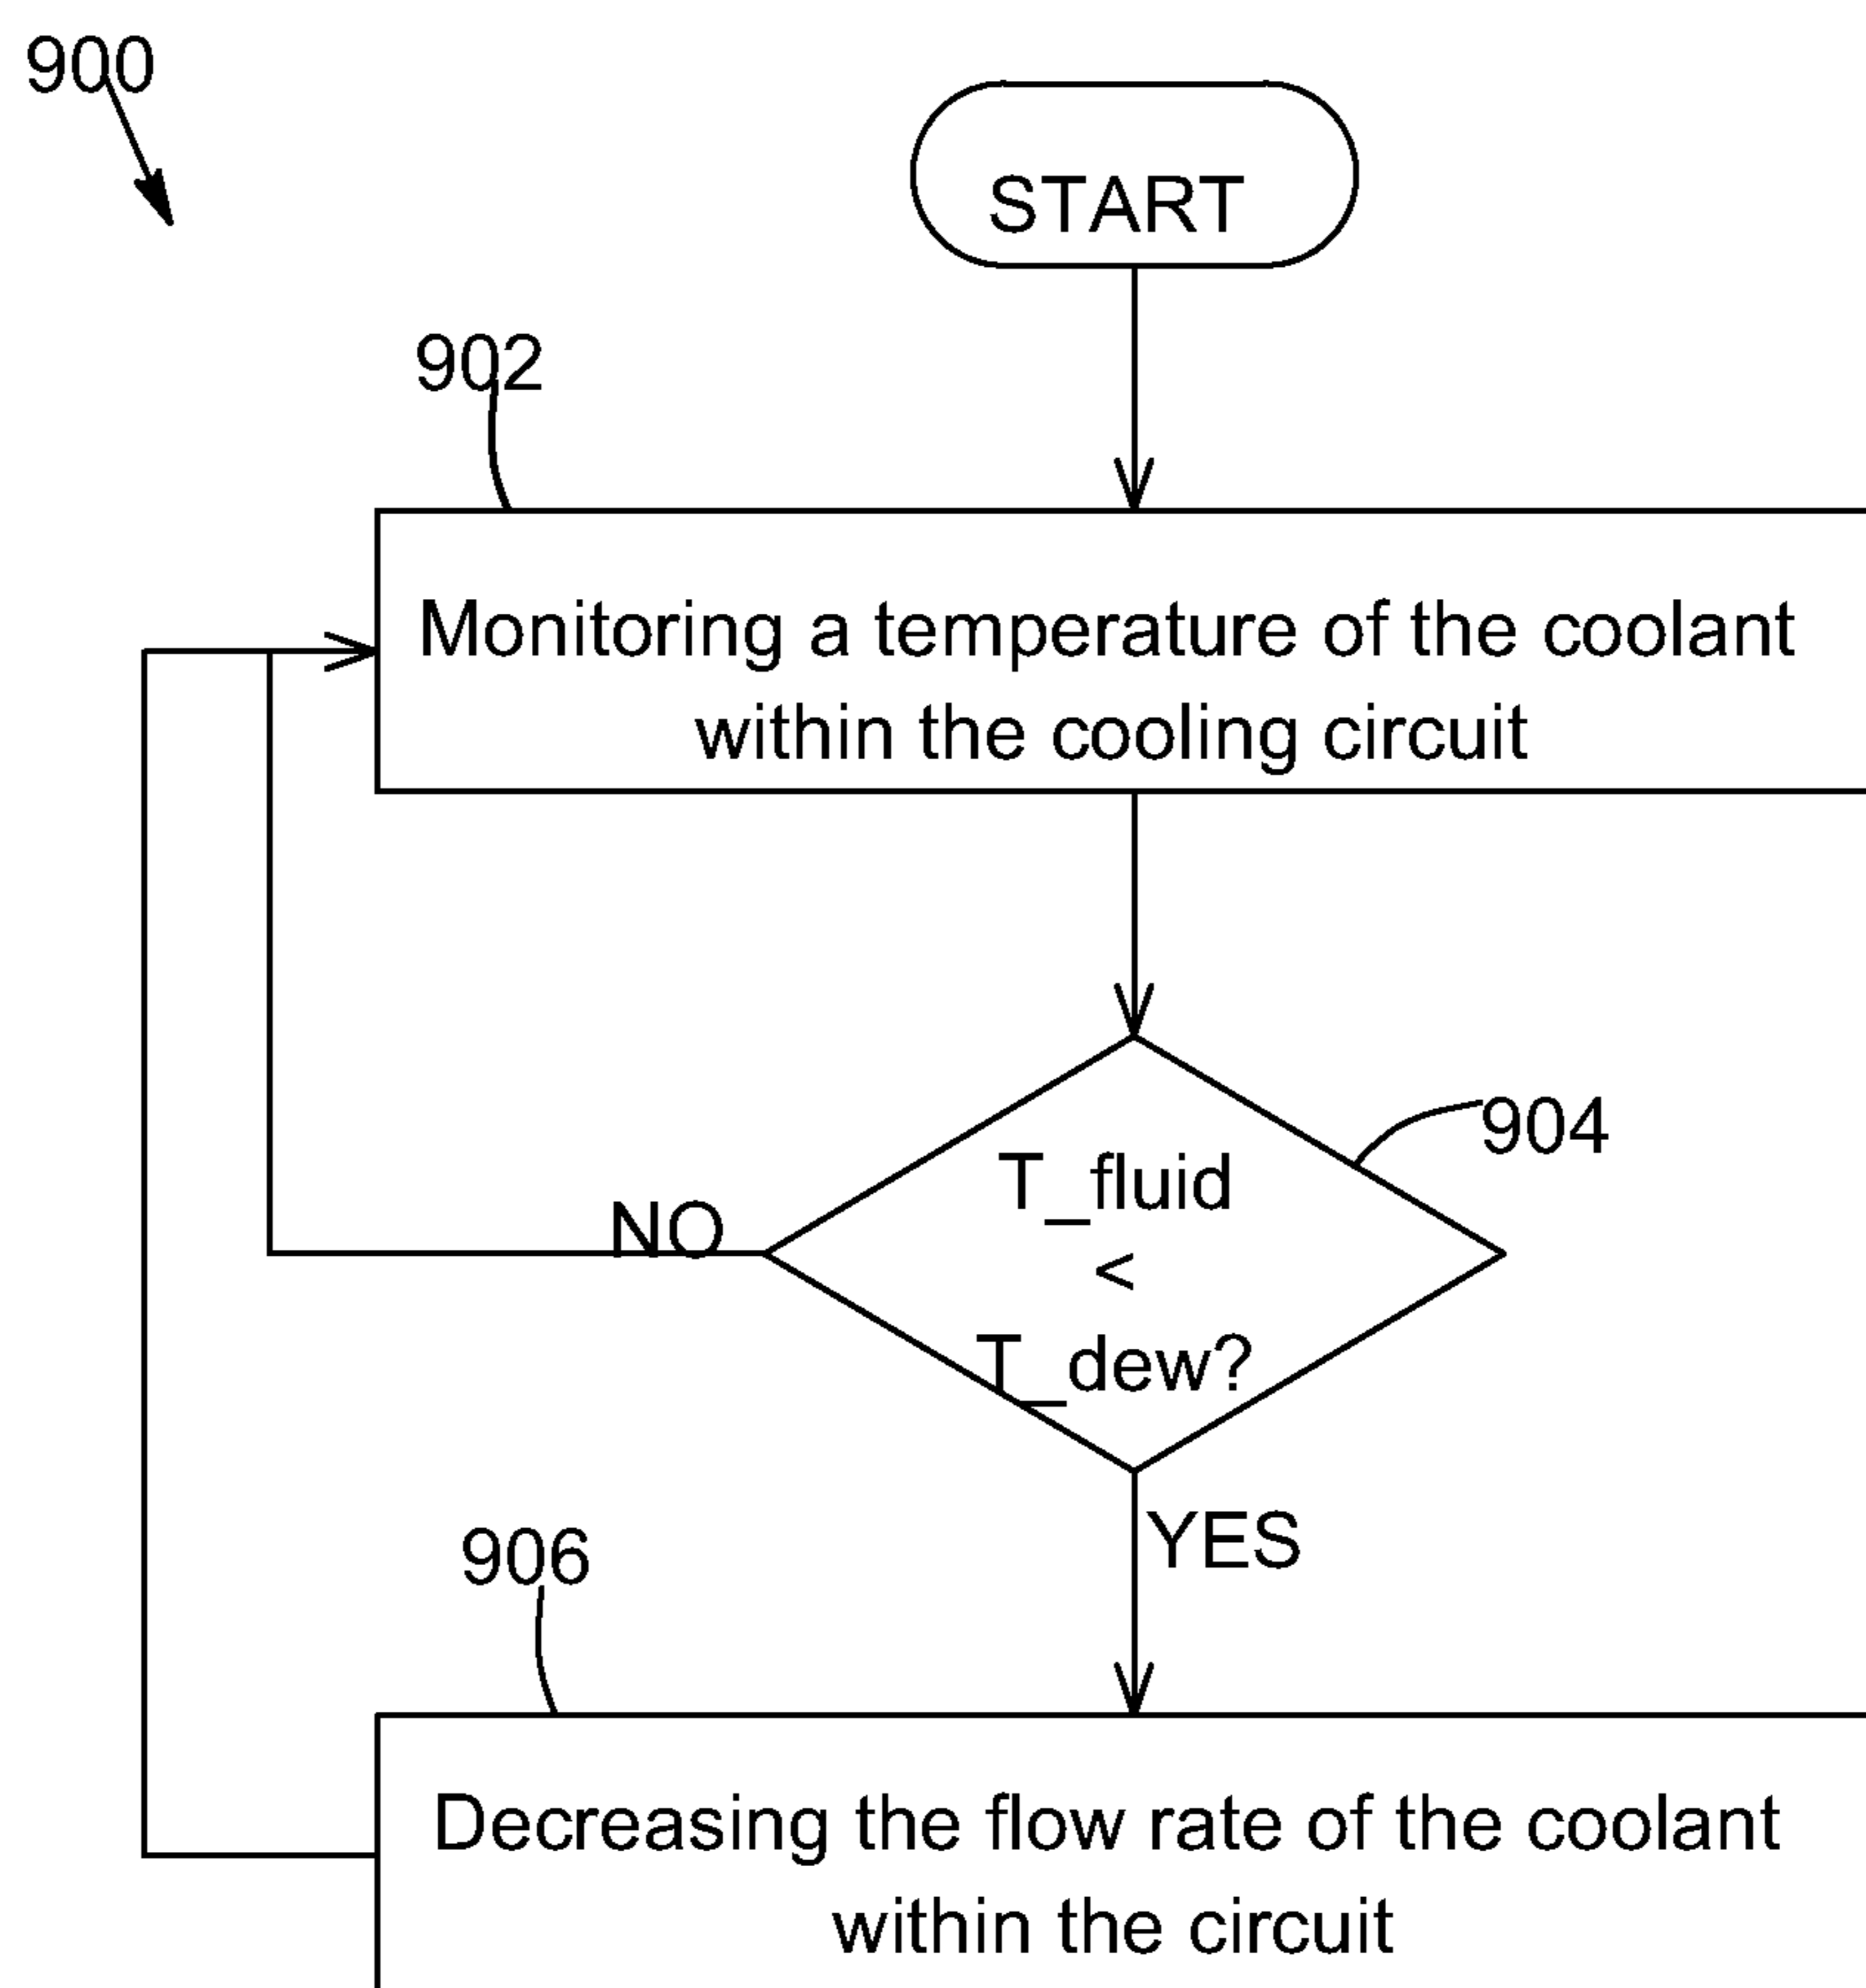 900
START
902
Monitoring a temperature of the coolant
within the cooling circuit
904
T_fluid
<
T_dew?
NO
YES
906
Decreasing the flow rate of the coolant
within the circuit